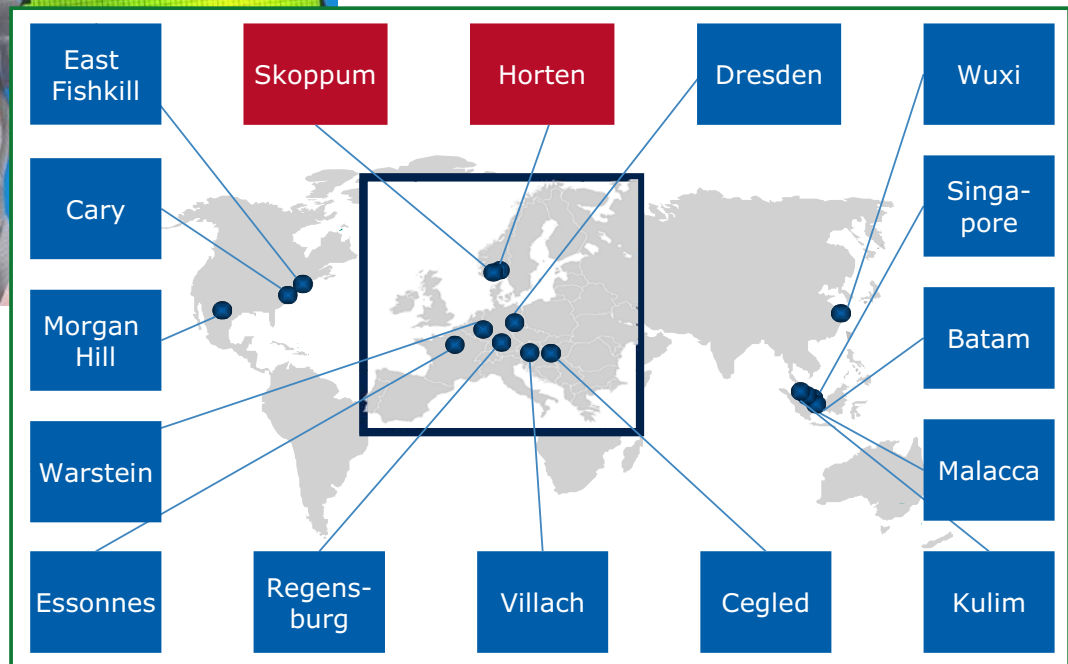 East
Fishkill
Skoppum
Horten
Dresden
Wuxi
Cary
Singa-
pore
Morgan
Hill
Batam
Warstein
Malacca
Essonnes
Regens-
burg
Villach
Cegled
Kulim